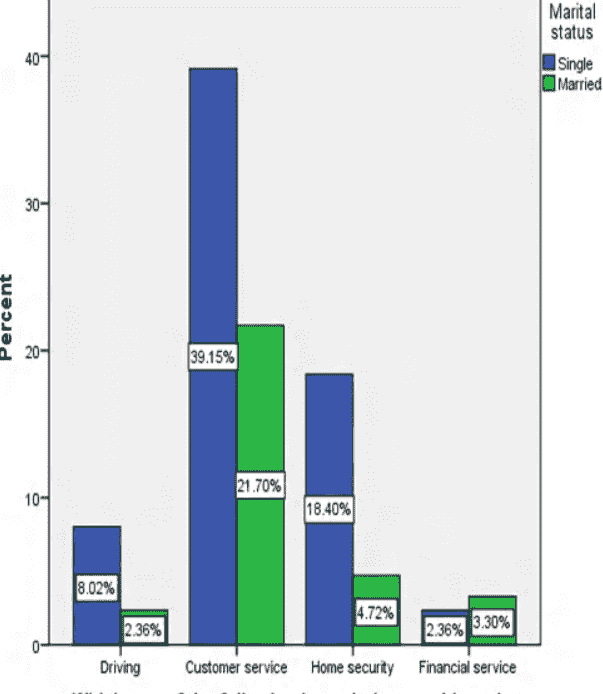 Marital
status
Single
Married
Percent
40
30
20
10
0
39.15%
21.70%
18.40%
8.02%
4.72%
2.36%
2.36%
3.30%
Driving
Customer service
Home security
Financial service